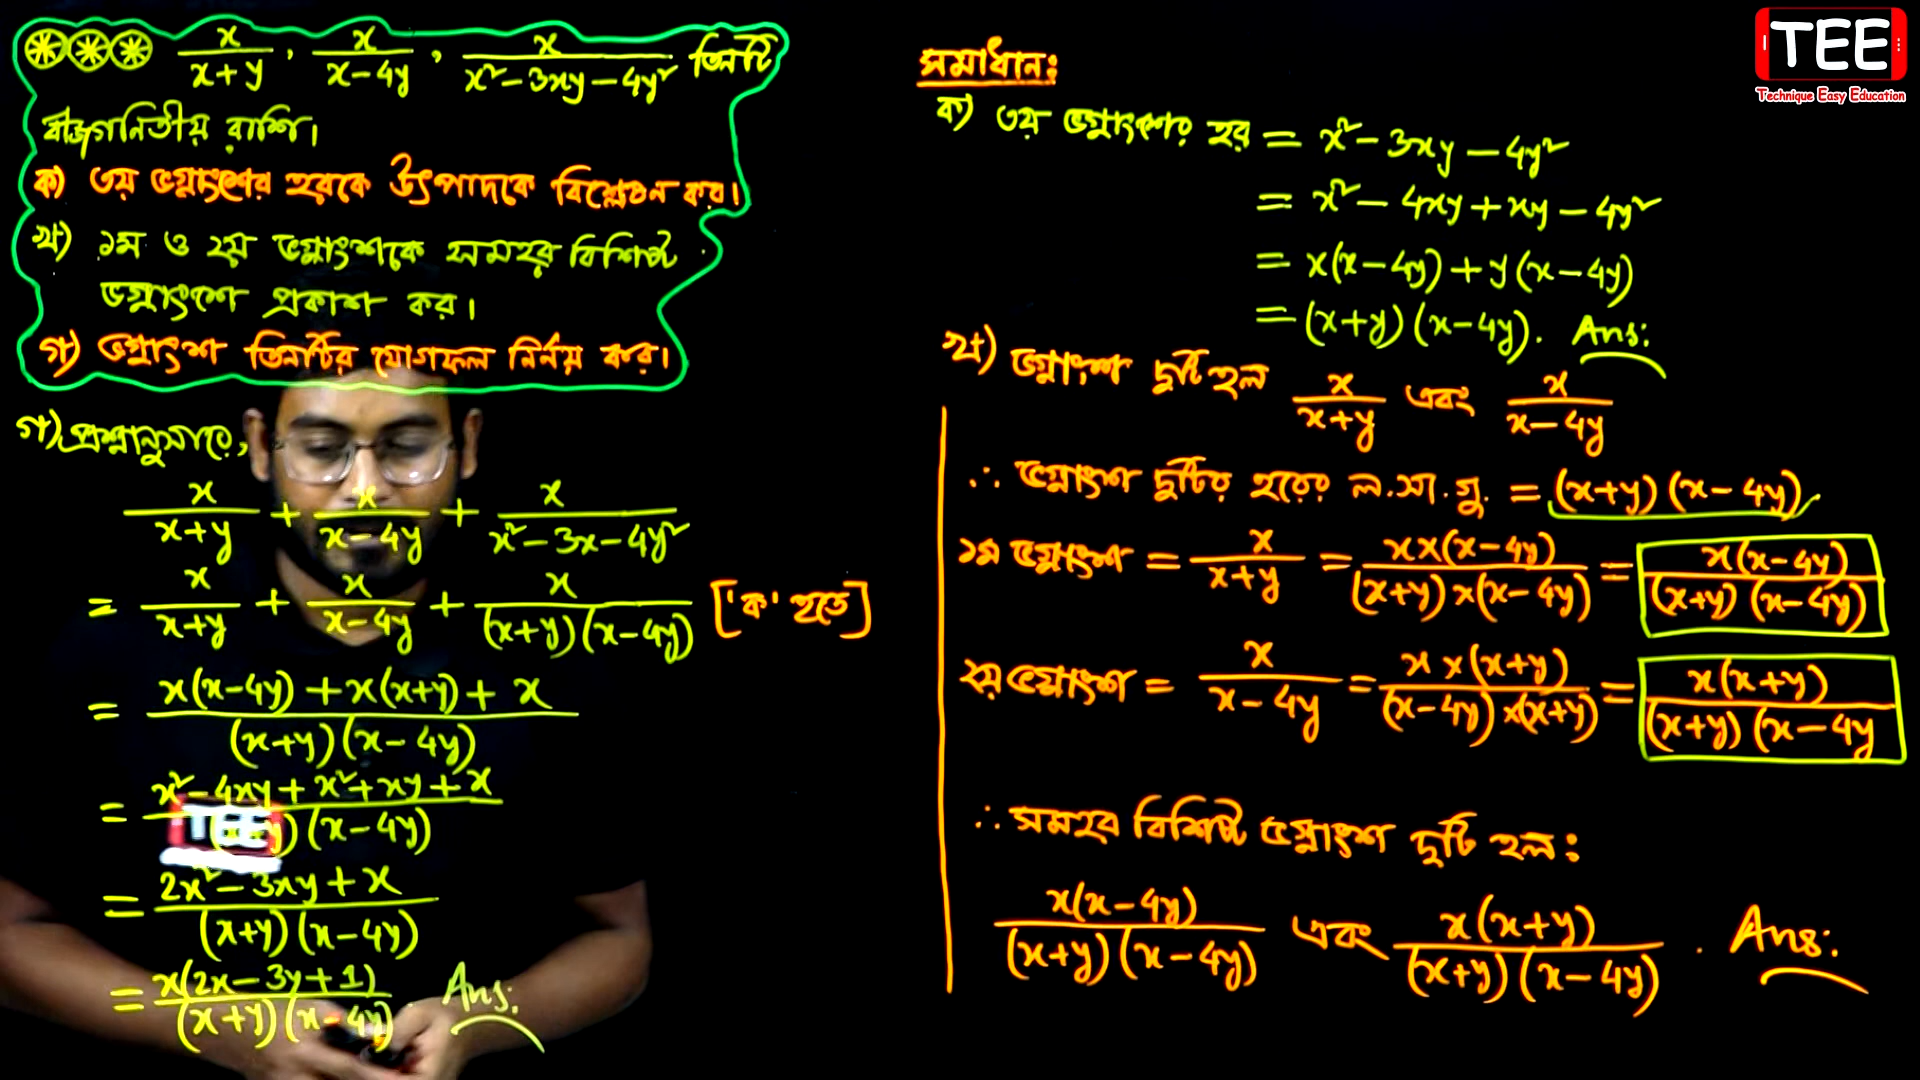 x/(x+y), x/(x-4y), x/(x²-3xy-4y²) তিনটি
বীজগনিতীয় রাশি।
ক) ৩য় ভগ্নাংশের হরকে উৎপাদকে বিশ্লেষন কর।
খ) ১ম ও ২য় ভগ্নাংশকে সমহর বিশিষ্ট
ভগ্নাংশে প্রকাশ কর।
গ) ভগ্নাংশ তিনটির যোগফল নির্নয় কর।
গ) প্রশ্নানুসারে,
x/(x+y) + x/(x-4y) + x/(x²-3x-4y²)
= x/(x+y) + x/(x-4y) + x/((x+y)(x-4y)) ['ক' হতে]
= (x(x-4y)+x(x+y)+x)/((x+y)(x-4y))
= (x²-4xy+x²+xy+x)/((x+y)(x-4y))
TEE
= (2x²-3xy+x)/((x+y)(x-4y))
= x(2x-3y+1)/((x+y)(x-4y)). Ans:
সমাধান:
ক) ৩য় ভগ্নাংশের হর = x²-3xy-4y²
= x²-4xy+xy-4y²
= x(x-4y)+y(x-4y)
= (x+y)(x-4y). Ans:
খ) ভগ্নাংশ দুটি হল x/(x+y) এবং x/(x-4y)
∴ ভগ্নাংশ দুটির হরের ল.সা.গু. = (x+y)(x-4y),
১ম ভগ্নাংশ = x/(x+y) = x×(x-4y)/((x+y)×(x-4y)) = x(x-4y)/((x+y)(x-4y))
২য় ভগ্নাংশ = x/(x-4y) = x×(x+y)/((x-4y)×(x+y)) = x(x+y)/((x+y)(x-4y
∴ সমহর বিশিষ্ট ভগ্নাংশ দুটি হল:
x(x-4y)/((x+y)(x-4y)) এবং x(x+y)/((x+y)(x-4y)). Ans:
TEE
Technique Easy Education